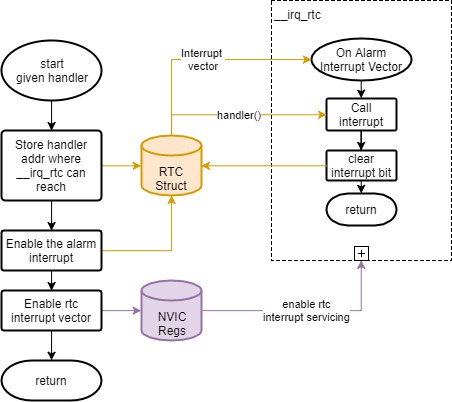 __irq_rtc
start
given handler
Interrupt
vector
On Alarm
Interrupt Vector
handler()
Call
interrupt
Store handler
addr where
__irq_rtc can
reach
RTC
Struct
clear
interrupt bit
return
Enable the alarm
interrupt
Enable rtc
interrupt vector
NVIC
Regs
enable rtc
interrupt servicing
return